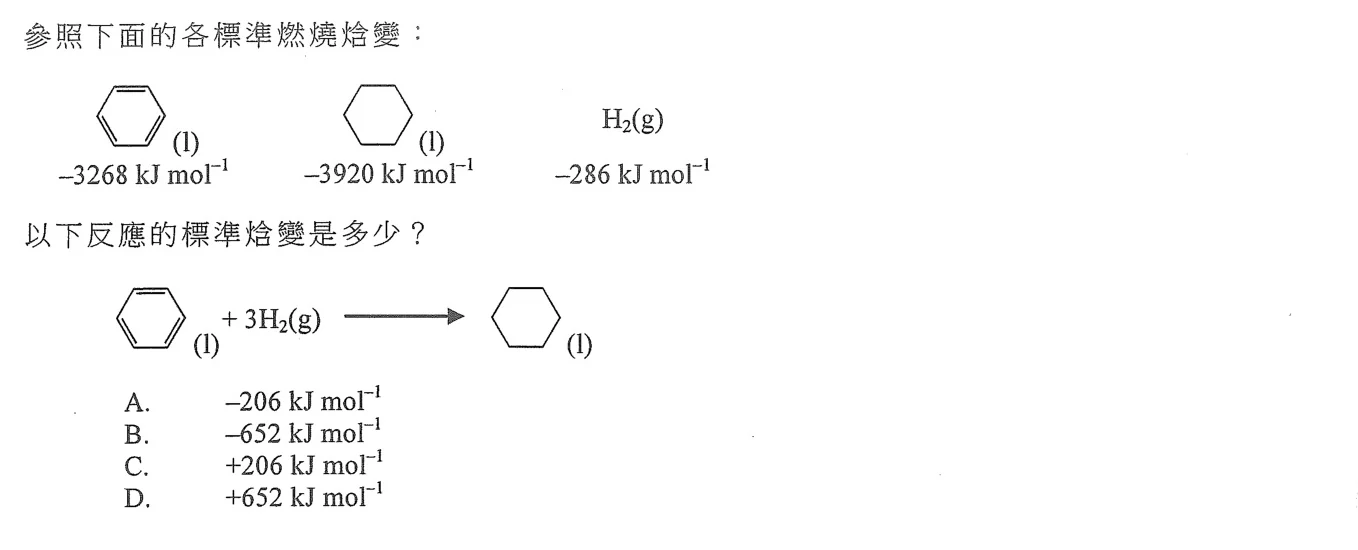 參照下面的各標準燃燒焓變：
(l) (l) H₂(g)
–3268 kJ mol⁻¹ –3920 kJ mol⁻¹ –286 kJ mol⁻¹
以下反應的標準焓變是多少？
(l) + 3H₂(g) (l)
A. –206 kJ mol⁻¹
B. –652 kJ mol⁻¹
C. +206 kJ mol⁻¹
D. +652 kJ mol⁻¹